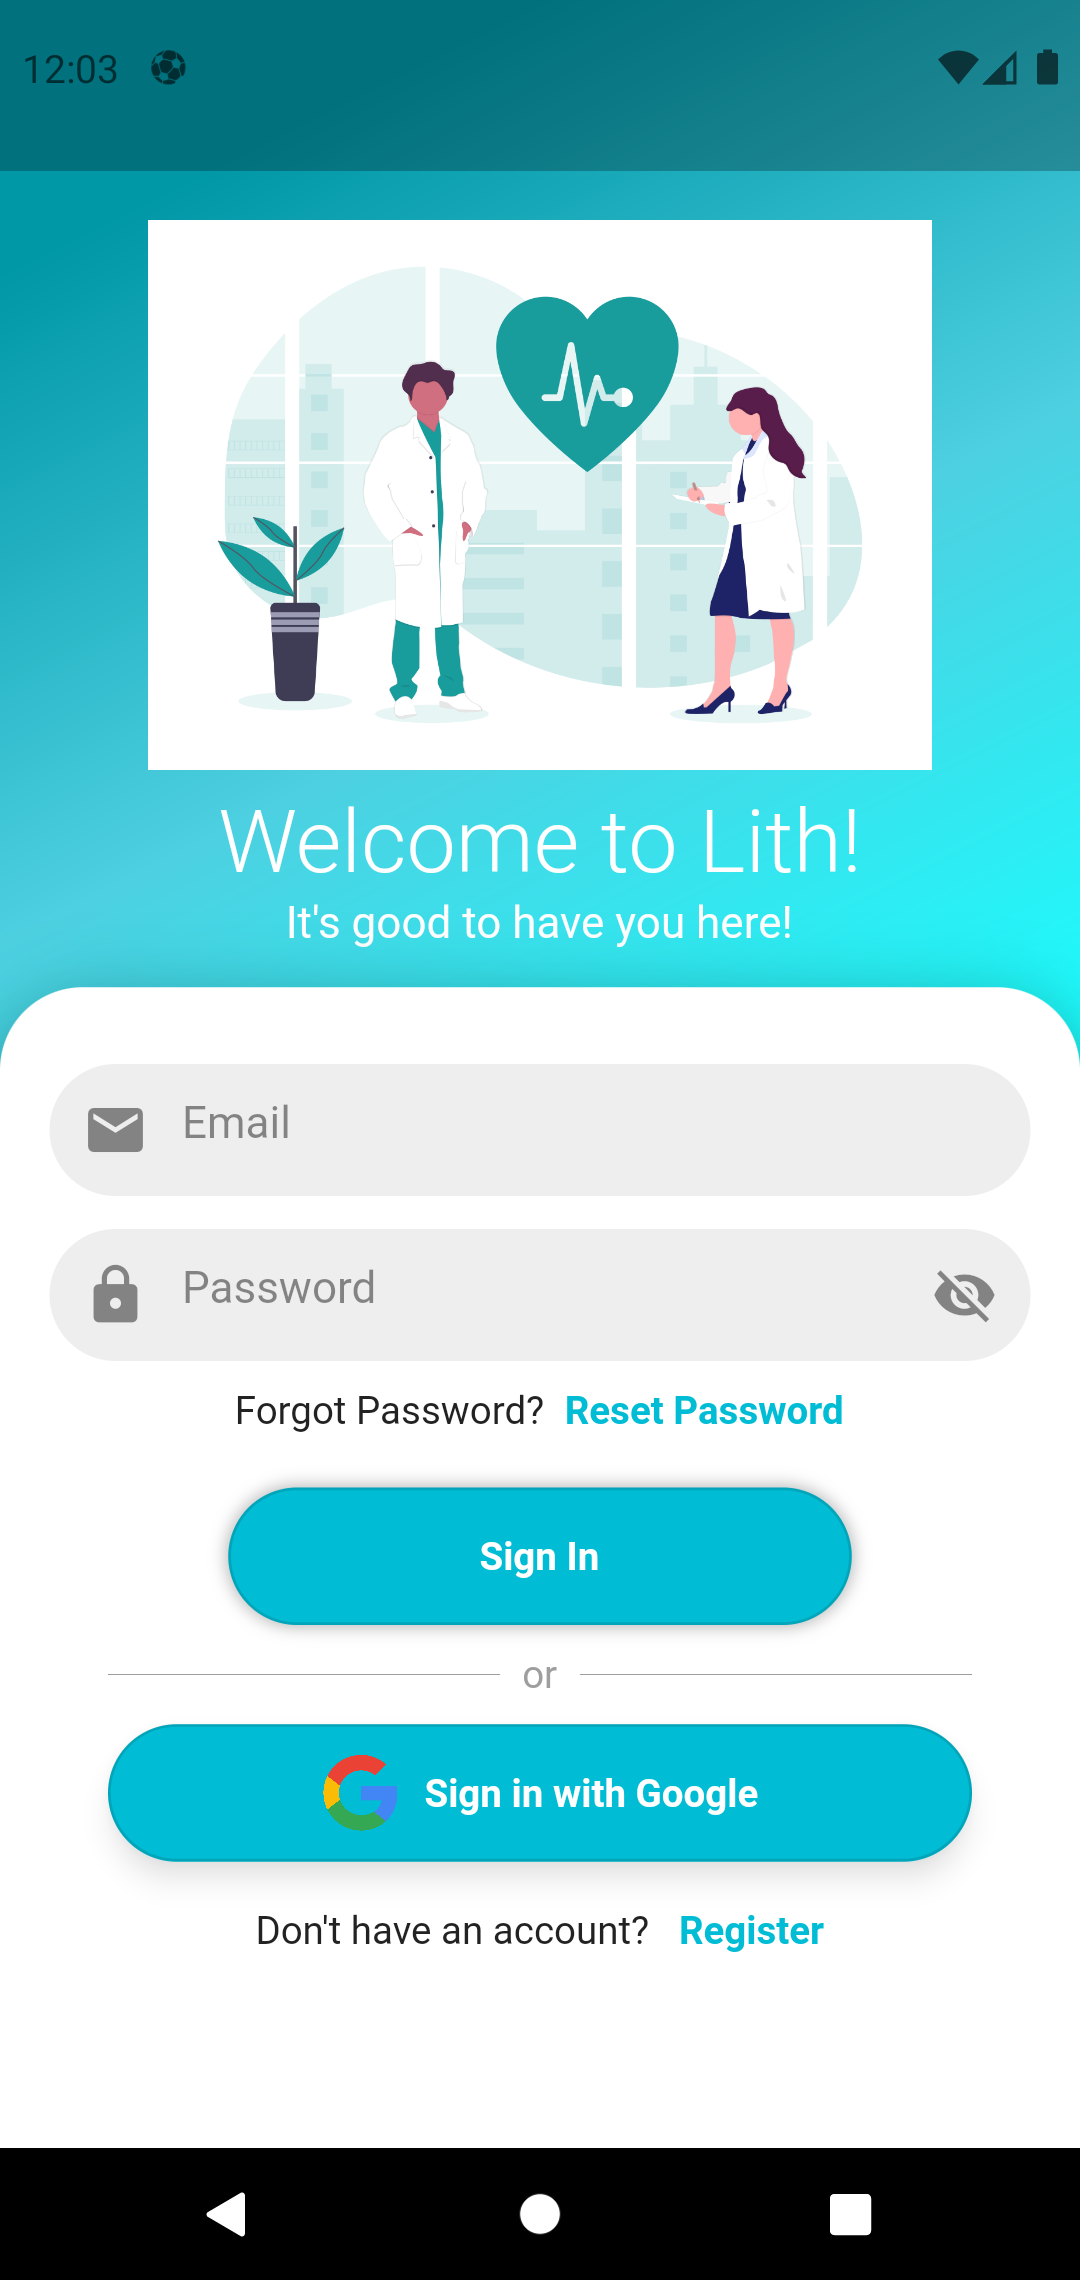 12:03
Welcome to Lith!
It's good to have you here!
Email
Password
Forgot Password? Reset Password
Sign In
or
Sign in with Google
Don't have an account? Register